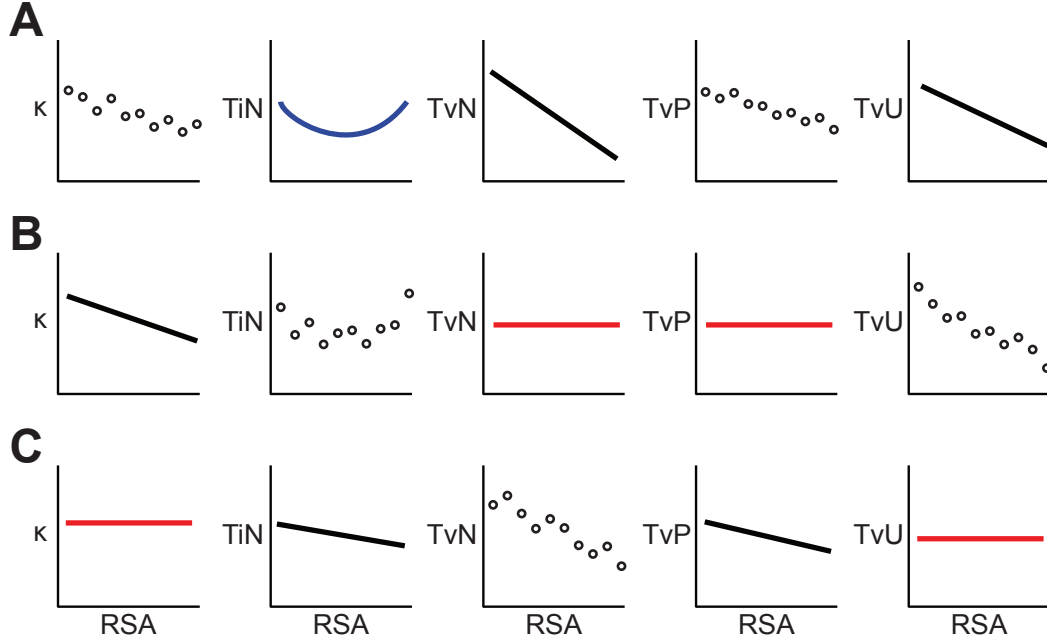 A
κ TiN TvN TvP TvU
B
κ TiN TvN TvP TvU
C
κ TiN TvN TvP TvU
RSA RSA RSA RSA RSA